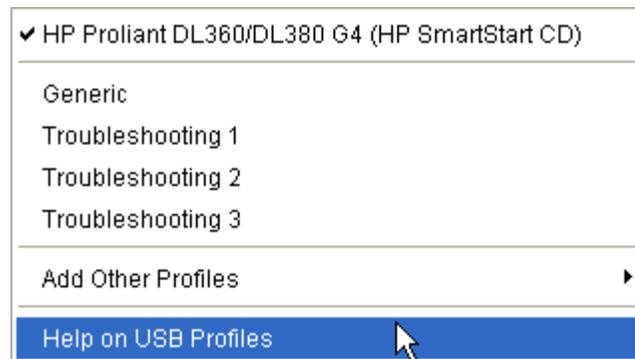 HP Proliant DL360/DL380 G4 (HP SmartStart CD)
Generic
Troubleshooting 1
Troubleshooting 2
Troubleshooting 3
Add Other Profiles
Help on USB Profiles